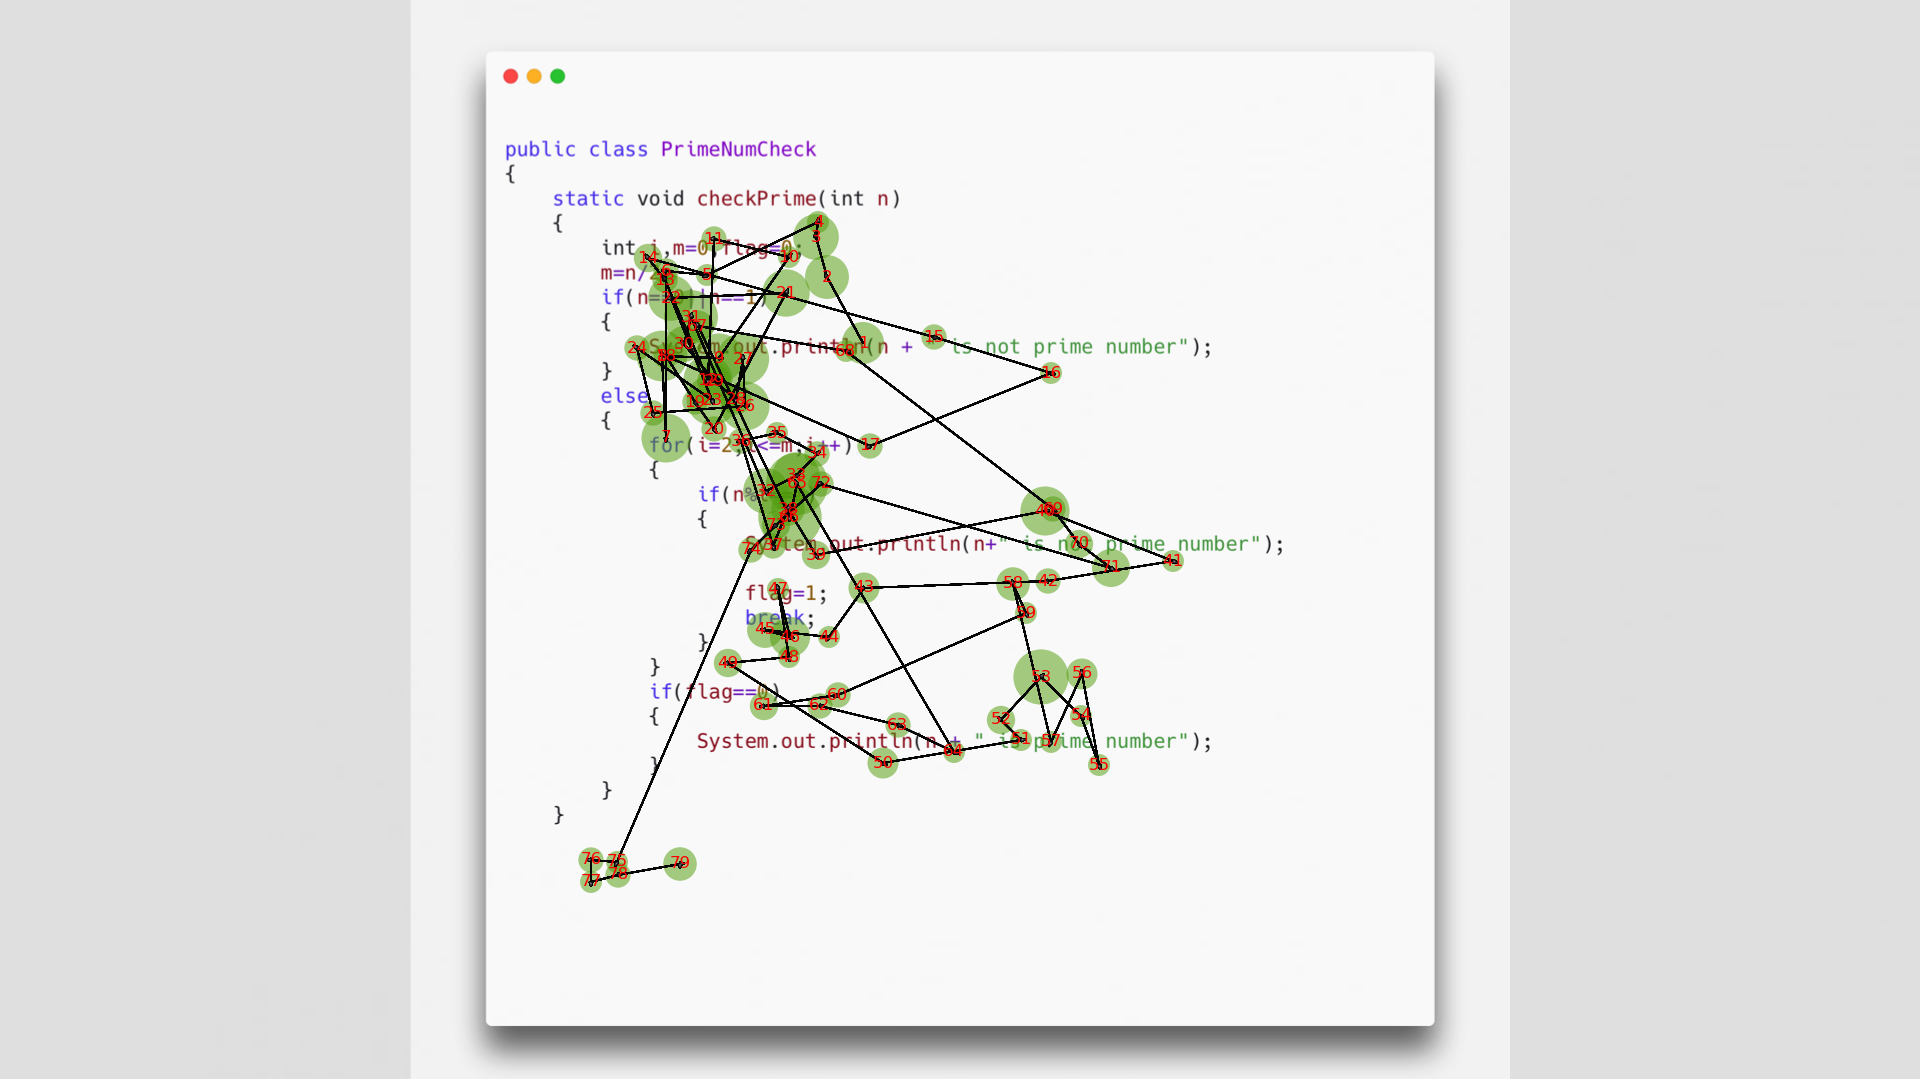 public class PrimeNumCheck
{
static void checkPrime(int n)
{
int i,m=0,flag=0;
m=n/2;
if(n==0||n==1)
{
System.out.println(n + " is not prime number");
}
else
{
for(i=2;i<=m;i++)
{
if(n%
{
System.out.println(n+" is not prime number");
flag=1;
break;
}
}
if(flag==0)
{
System.out.println(n + " is prime number");
}
}
}